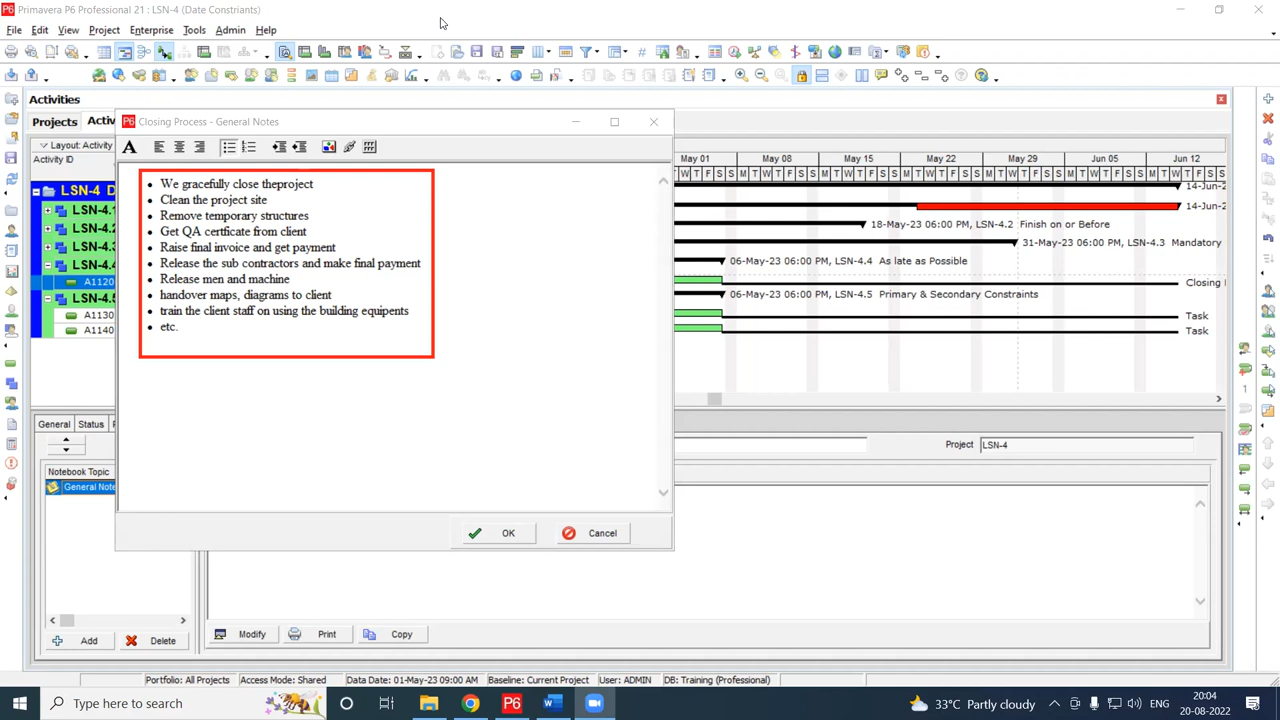 Primavera P6 Professional 21 : LSN-4 (Date Constriants)
File Edit View Project Enterprise Tools Admin Help
Activities
Projects Activ
Layout: Activity
Activity ID
LSN-4 D
LSN-4.1
LSN-4.
LSN-4.
LSN-4.4
A1120
LSN-4.5
A1130
A1140
P6 Closing Process - General Notes
We gracefully close theproject
Clean the project site
Remove temporary structures
Get QA certficate from client
Raise final invoice and get payment
Release the sub contractors and make final payment
Release men and machine
handover maps, diagrams to client
train the client staff on using the building equipents
etc.
OK Cancel
May 01 May 08 May 15 May 22 May 29 Jun 05 Jun 12
T W T F S S M T W T F S S M T W T F S S M T W T F S S M T W T F S S M T W T F S S M T W T
14-Jun-2
14-Jun-2
18-May-23 06:00 PM, LSN-4.2 Finish on or Before
31-May-23 06:00 PM, LSN-4.3 Mandatory
06-May-23 06:00 PM, LSN-4.4 As late as Possible
Closing
06-May-23 06:00 PM, LSN-4.5 Primary & Secondary Constraints
Task
Task
General Status
Project LSN-4
Notebook Topic
General Note
Add Delete
Modify Print Copy
Portfolio: All Projects Access Mode: Shared Data Date: 01-May-23 09:00 AM Baseline: Current Project User: ADMIN DB: Training (Professional)
Type here to search
33°C Partly cloudy ENG
20:04
20-08-2022